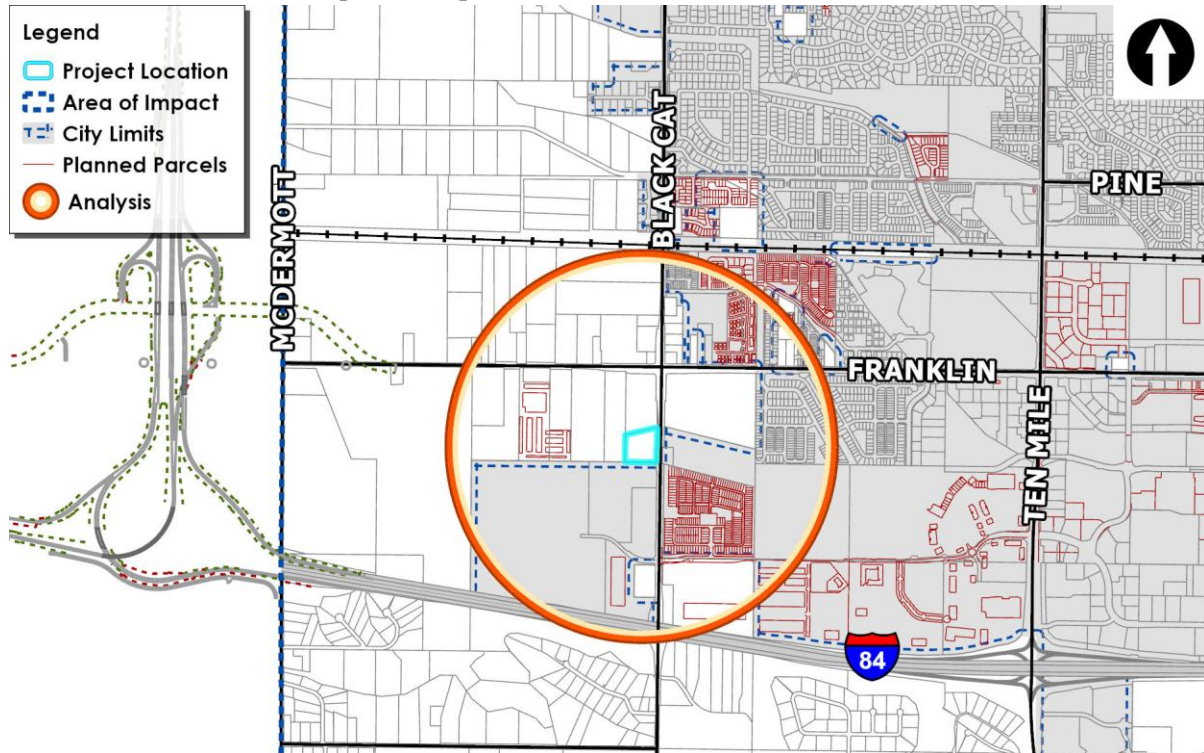 Legend
Project Location
Area of Impact
City Limits
Planned Parcels
Analysis
MCDERMOTT
BLACK CAT
PINE
FRANKLIN
TEN MILE
84